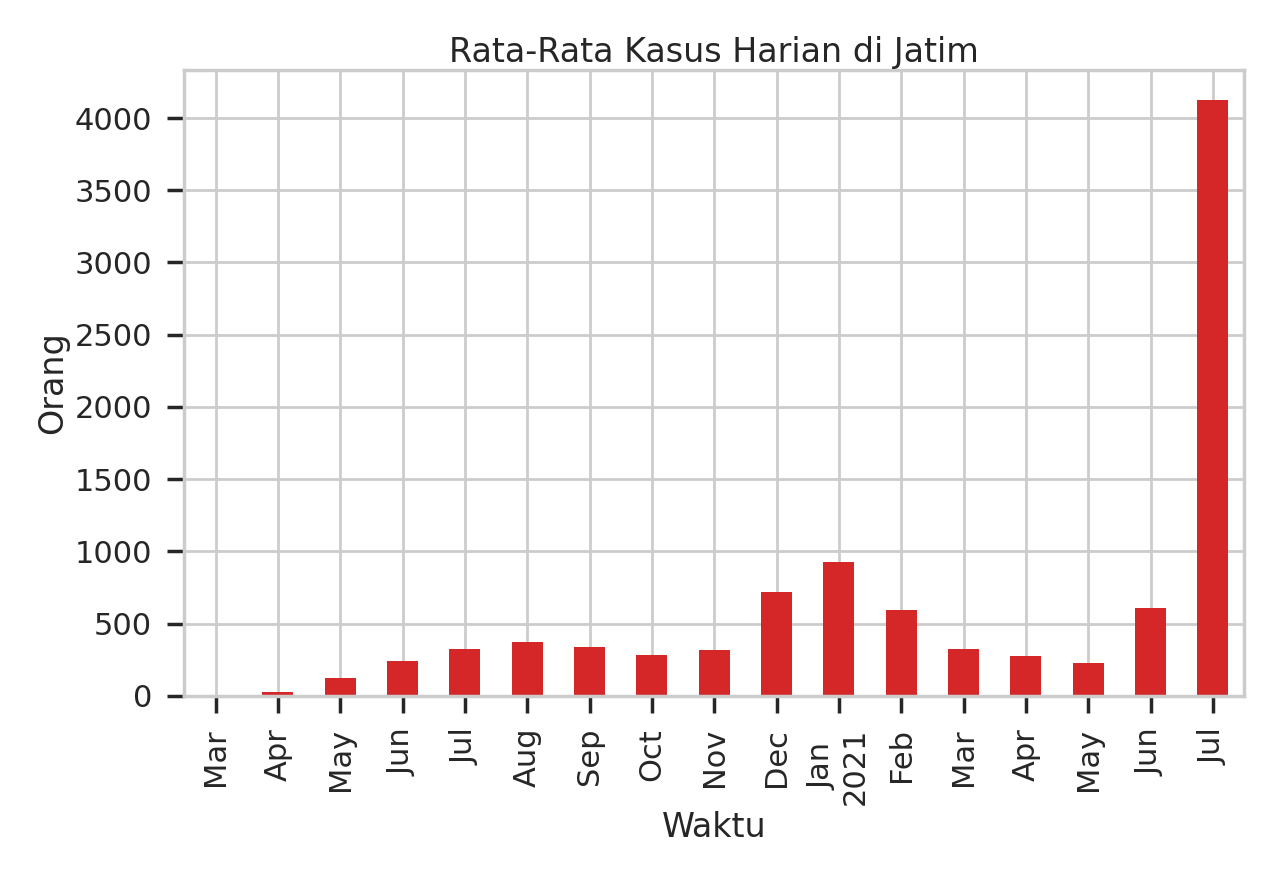 Rata-Rata Kasus Harian di Jatim
4000
3500
3000
2500
2000
1500
1000
500
0
Orang
Mar
Apr
May
Jun
Jul
Aug
Sep
Oct
Nov
Dec
Jan
2021
Feb
Mar
Apr
May
Jun
Jul
Waktu